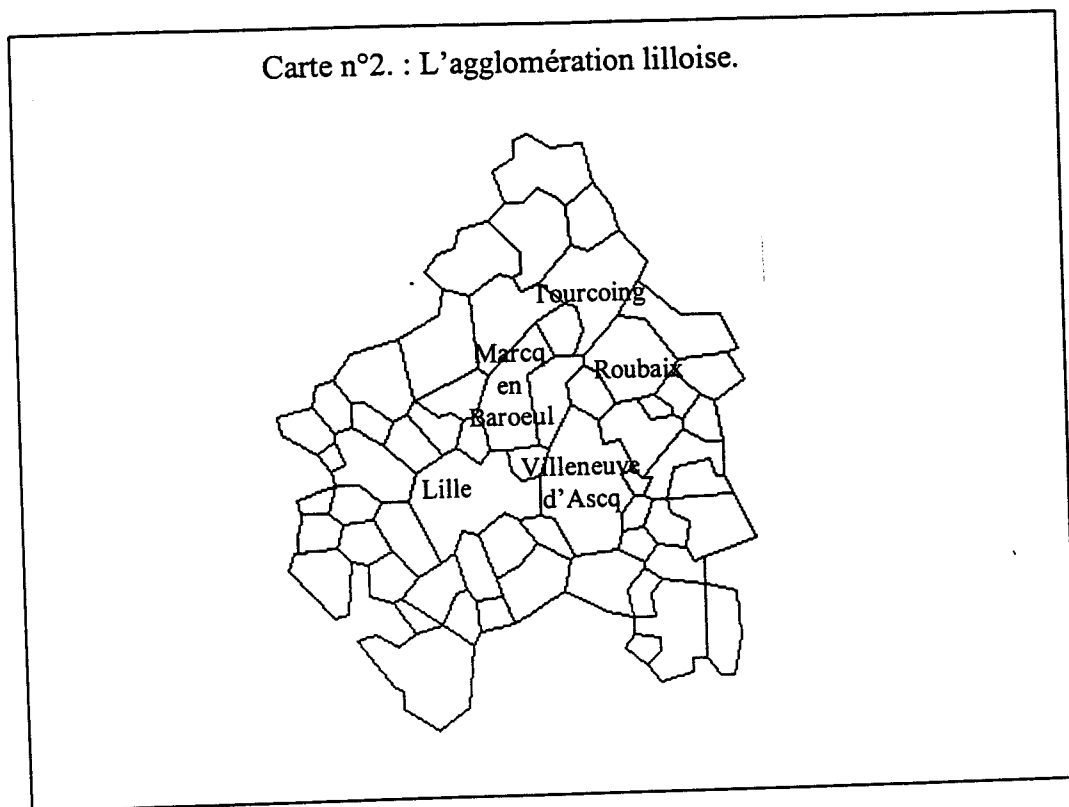 Carte n°2. : L'agglomération lilloise.
Tourcoing
Marcq
en
Baroeul
Roubaix
Villeneuve
d'Ascq
Lille